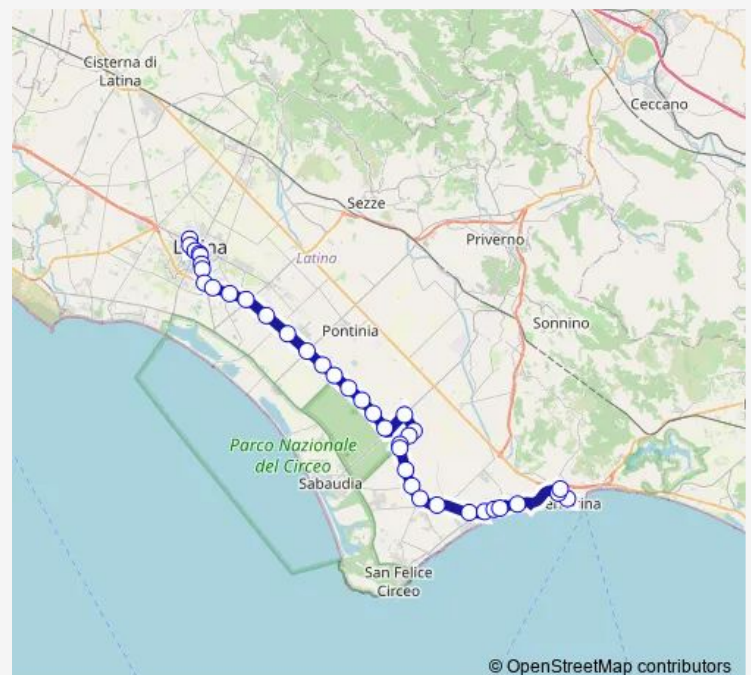 Cisterna di
Latina
Ceccano
Sezze
Priverno
Latina
Sonnino
Pontinia
Parco Nazionale
del Circeo
Sabaudia
San Felice
Circeo
© OpenStreetMap contributors